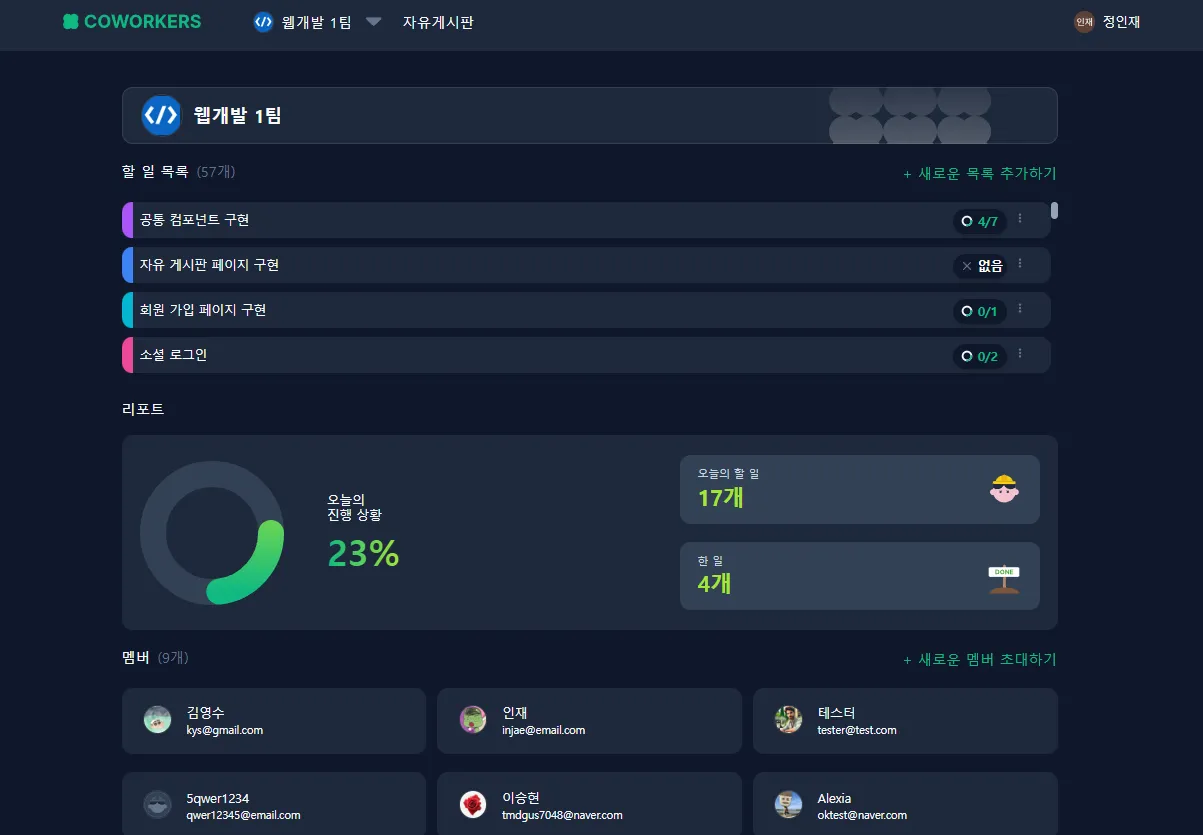 COWORKERS
</> 웹개발 1팀
자유게시판
인재 정인재
</> 웹개발 1팀
할 일 목록 (57개)
+ 새로운 목록 추가하기
공통 컴포넌트 구현
4/7
자유 게시판 페이지 구현
없음
회원 가입 페이지 구현
0/1
소셜 로그인
0/2
리포트
오늘의
진행 상황
23%
오늘의 할 일
17개
한 일
4개
DONE
멤버 (9개)
+ 새로운 멤버 초대하기
김영수
kys@gmail.com
인재
injae@email.com
테스터
tester@test.com
5qwer1234
qwer12345@email.com
이승현
tmdgus7048@naver.com
Alexia
oktest@naver.com